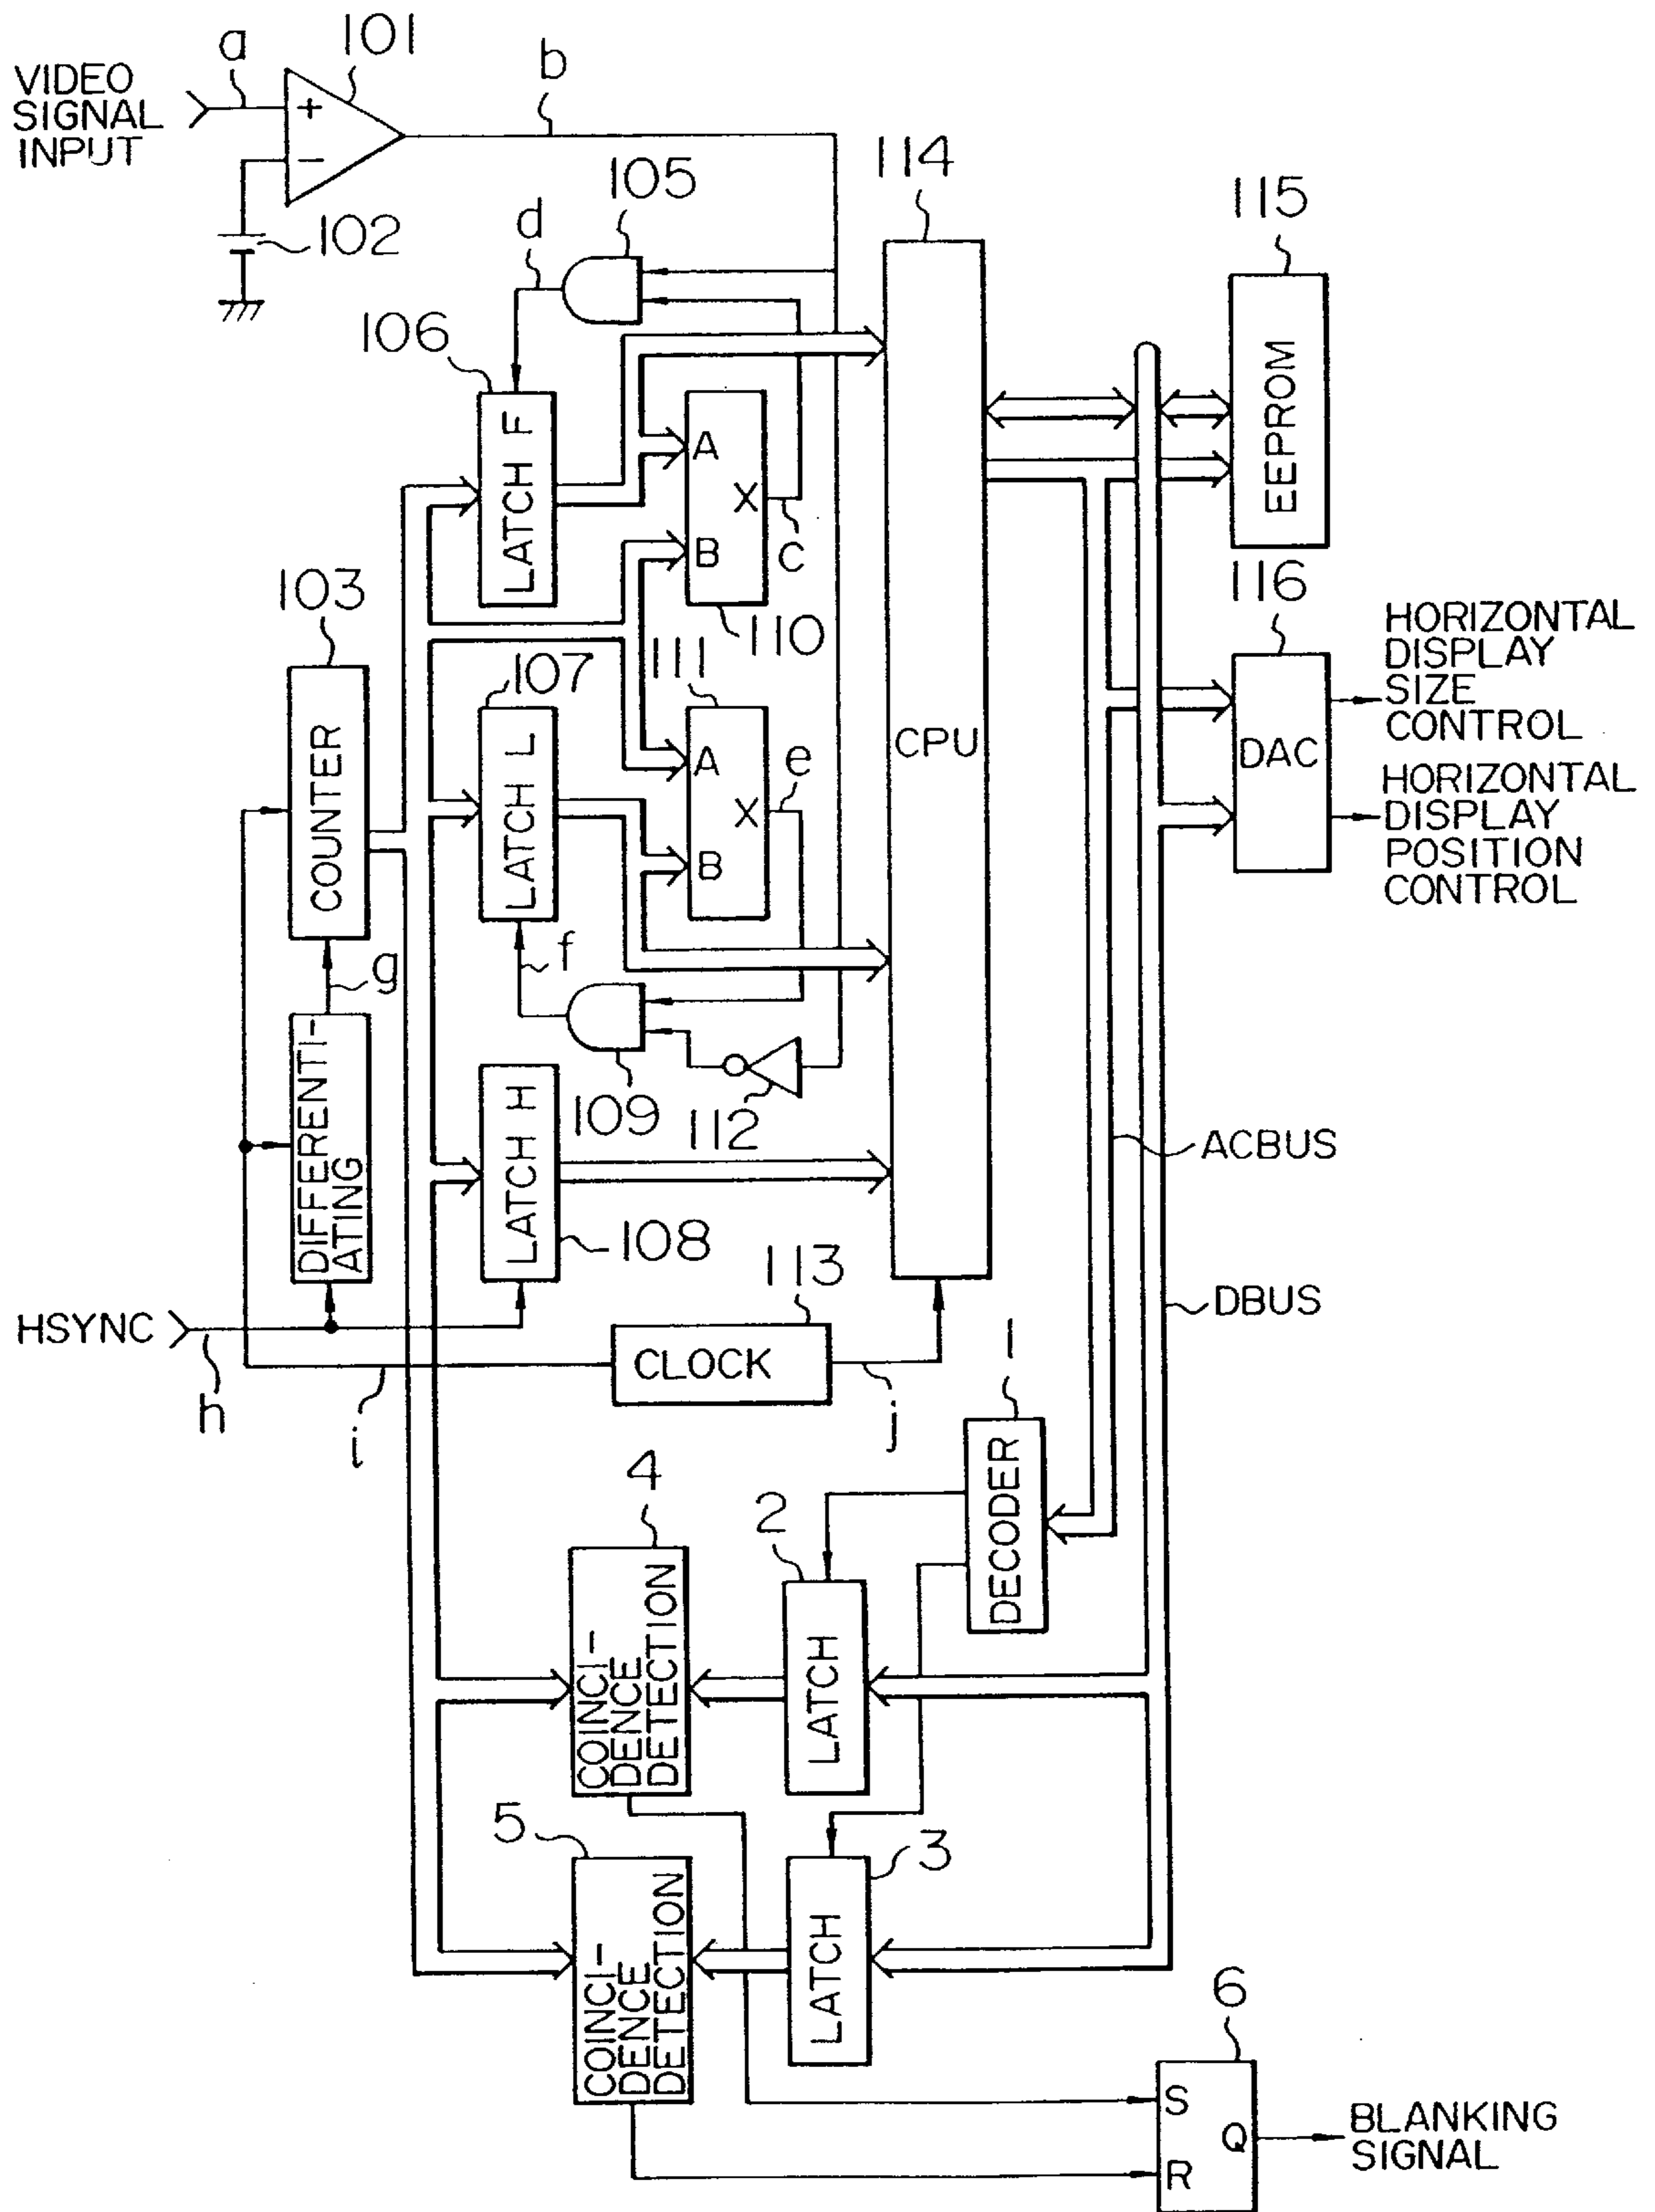 a
101
VIDEO
SIGNAL
INPUT
+
−
b
102
105
114
115
d
106
LATCH F
A
X
B
c
110
EEPROM
103
116
HORIZONTAL
DISPLAY
SIZE
CONTROL
DAC
HORIZONTAL
DISPLAY
POSITION
CONTROL
107
111
COUNTER
LATCH L
A
X
B
e
CPU
g
f
DIFFERENTI-
ATING
109
112
LATCH H
108
ACBUS
113
HSYNC
h
i
CLOCK
j
DBUS
1
DECODER
4
2
COINCI-
DENCE
DETECTION
LATCH
5
3
COINCI-
DENCE
DETECTION
LATCH
6
S
Q
R
BLANKING
SIGNAL